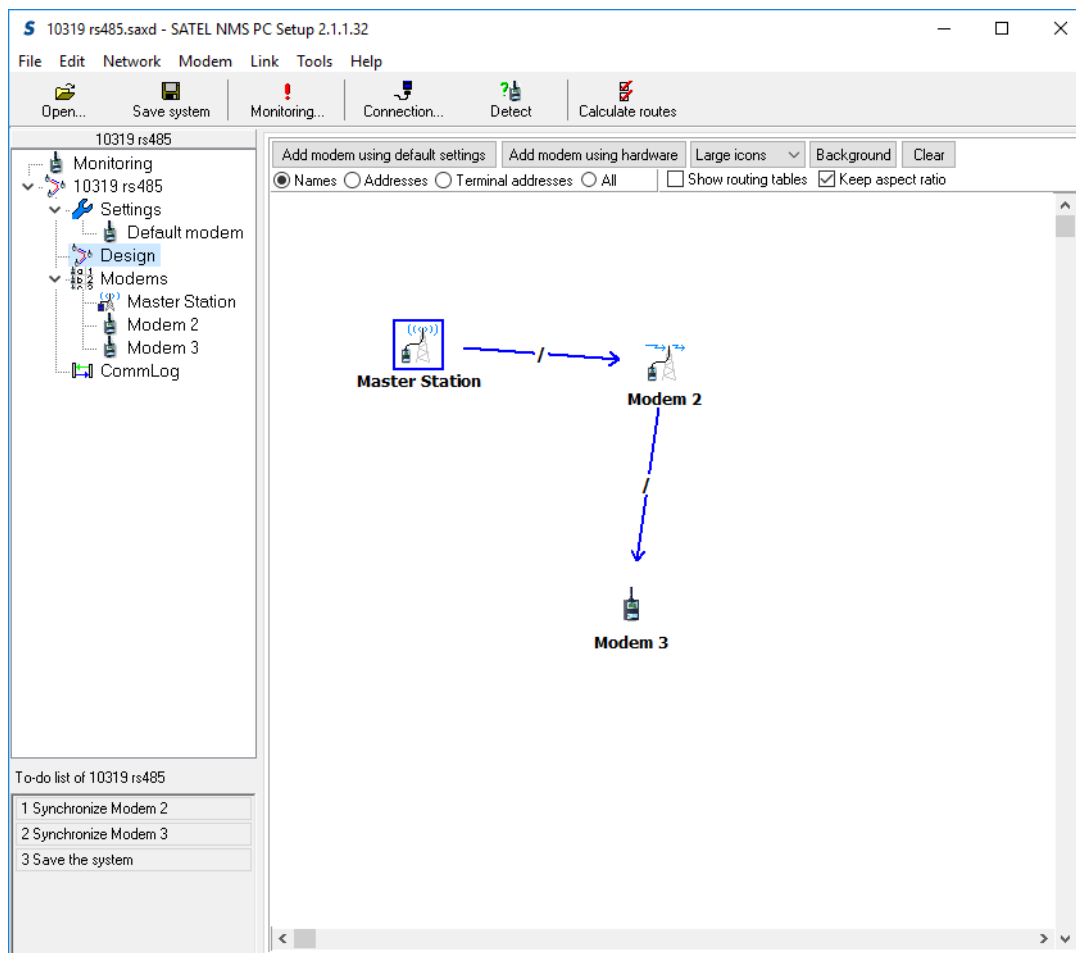 10319 rs485.saxd - SATEL NMS PC Setup 2.1.1.32
File Edit Network Modem Link Tools Help
Open... Save system Monitoring... Connection... Detect Calculate routes
10319 rs485
Monitoring
10319 rs485
Settings
Default modem
Design
Modems
Master Station
Modem 2
Modem 3
CommLog
Add modem using default settings Add modem using hardware Large icons Background Clear
Names Addresses Terminal addresses All Show routing tables Keep aspect ratio
Master Station
/
Modem 2
/
Modem 3
To-do list of 10319 rs485
1 Synchronize Modem 2
2 Synchronize Modem 3
3 Save the system